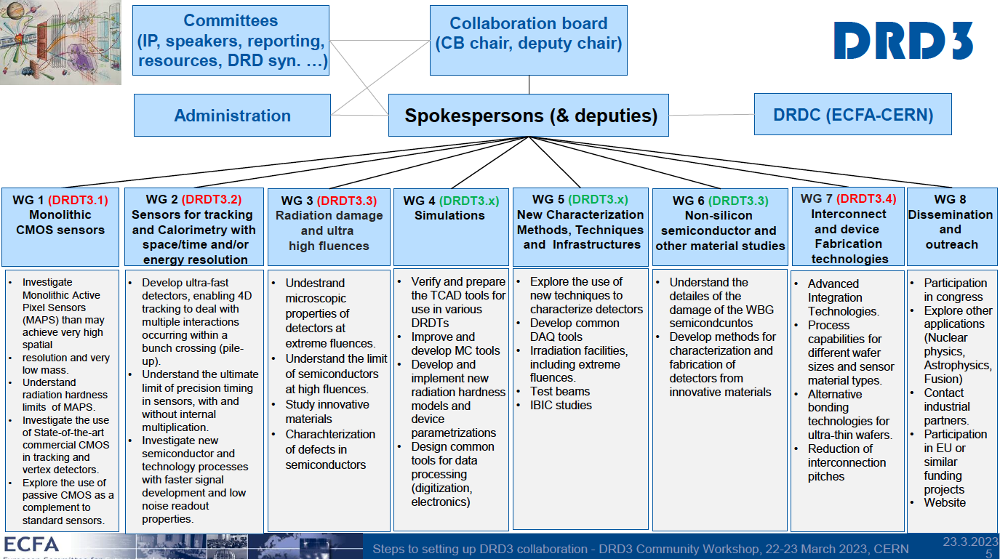 Committees
(IP, speakers, reporting,
resources, DRD syn. …)
Collaboration board
(CB chair, deputy chair)
DRD3
Administration
Spokespersons (& deputies)
DRDC (ECFA-CERN)
WG 1 (DRDT3.1)
Monolithic
CMOS sensors
WG 2 (DRDT3.2)
Sensors for tracking
and Calorimetry with
space/time and/or
energy resolution
WG 3 (DRDT3.3)
Radiation damage
and ultra
high fluences
WG 4 (DRDT3.x)
Simulations
WG 5 (DRDT3.x)
New Characterization
Methods, Techniques
and Infrastructures
WG 6 (DRDT3.3)
Non-silicon
semiconductor and
other material studies
WG 7 (DRDT3.4)
Interconnect
and device
Fabrication
technologies
WG 8
Dissemination
and
outreach
• Investigate
Monolithic Active
Pixel Sensors
(MAPS) than may
achieve very high
spatial
• resolution and very
low mass.
• Understand
radiation hardness
limits of MAPS.
• Investigate the use
of State-of-the-art
commercial CMOS
in tracking and
vertex detectors.
• Explore the use of
passive CMOS as a
complement to
standard sensors.
• Develop ultra-fast
detectors, enabling 4D
tracking to deal with
multiple interactions
occurring within a
bunch crossing (pile-
up).
• Understand the ultimate
limit of precision timing
in sensors, with and
without internal
multiplication.
• Investigate new
semiconductor and
technology processes
with faster signal
development and low
noise readout
properties.
• Undestrand
microscopic
properties of
detectors at
extreme fluences.
• Understand the limit
of semiconductors
at high fluences.
• Study innovative
materials
• Charachterization
of defects in
semiconductors
• Verify and prepare
the TCAD tools for
use in various
DRDTs
• Improve and
develop MC tools
• Develop and
implement new
radiation hardness
models and
device
parametrizations
• Design common
tools for data
processing
(digitization,
electronics)
• Explore the use of
new techniques to
characterize detectors
• Develop common
DAQ tools
• Irradiation facilities,
including extreme
fluences.
• Test beams
• IBIC studies
• Understand the
detailes of the
damage of the WBG
semicondcuntos
• Develop methods for
characterization and
fabrication of
detectors from
innovative materials
• Advanced
Integration
Technologies.
• Process
capabilities for
different wafer
sizes and sensor
material types.
• Alternative
bonding
technologies for
ultra-thin wafers.
• Reduction of
interconnection
pitches
• Participation
in congress
• Explore other
applications
(Nuclear
physics,
Astrophysics,
Fusion)
• Contact
industrial
partners.
• Participation
in EU or
similar
funding
projects
• Website
ECFA
Steps to setting up DRD3 collaboration - DRD3 Community Workshop, 22-23 March 2023, CERN
23.3.2023
5